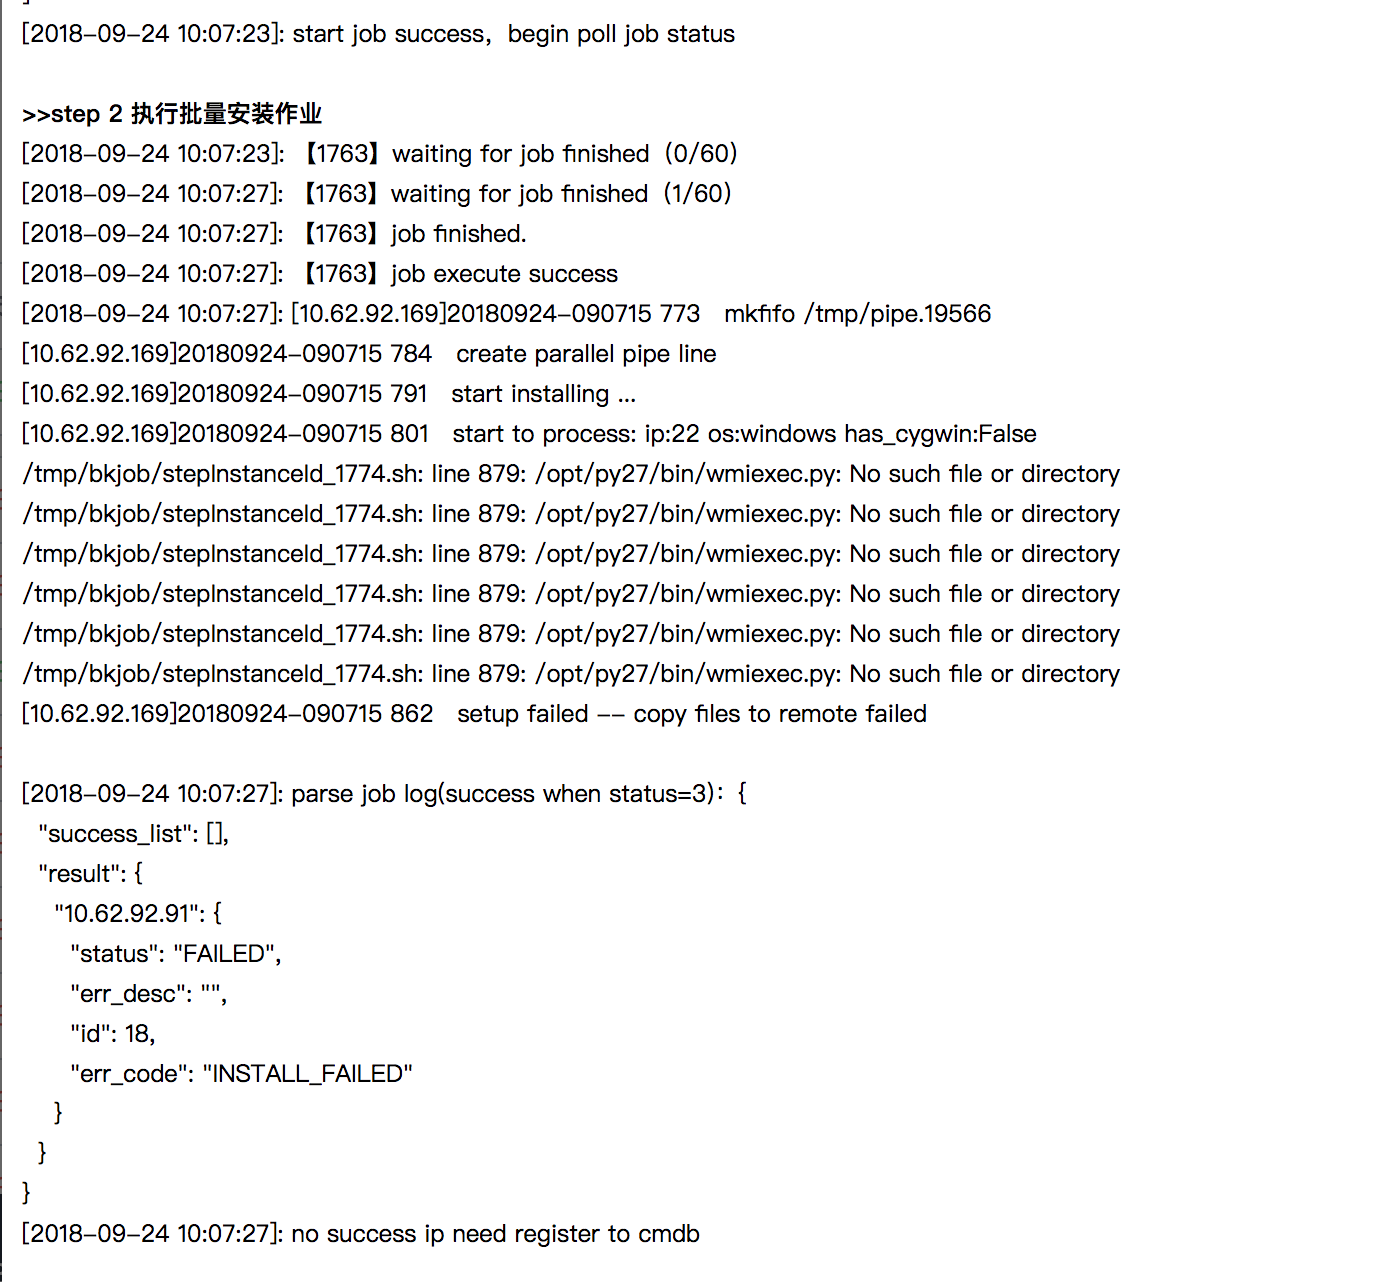 [2018-09-24 10:07:23]: start job success，begin poll job status
>>step 2 执行批量安装作业
[2018-09-24 10:07:23]: 【1763】waiting for job finished（0/60）
[2018-09-24 10:07:27]: 【1763】waiting for job finished（1/60）
[2018-09-24 10:07:27]: 【1763】job finished.
[2018-09-24 10:07:27]: 【1763】job execute success
[2018-09-24 10:07:27]: [10.62.92.169]20180924-090715 773 mkfifo /tmp/pipe.19566
[10.62.92.169]20180924-090715 784 create parallel pipe line
[10.62.92.169]20180924-090715 791 start installing ...
[10.62.92.169]20180924-090715 801 start to process: ip:22 os:windows has_cygwin:False
/tmp/bkjob/stepInstanceId_1774.sh: line 879: /opt/py27/bin/wmiexec.py: No such file or directory
/tmp/bkjob/stepInstanceId_1774.sh: line 879: /opt/py27/bin/wmiexec.py: No such file or directory
/tmp/bkjob/stepInstanceId_1774.sh: line 879: /opt/py27/bin/wmiexec.py: No such file or directory
/tmp/bkjob/stepInstanceId_1774.sh: line 879: /opt/py27/bin/wmiexec.py: No such file or directory
/tmp/bkjob/stepInstanceId_1774.sh: line 879: /opt/py27/bin/wmiexec.py: No such file or directory
/tmp/bkjob/stepInstanceId_1774.sh: line 879: /opt/py27/bin/wmiexec.py: No such file or directory
[10.62.92.169]20180924-090715 862 setup failed -- copy files to remote failed
[2018-09-24 10:07:27]: parse job log(success when status=3)：{
"success_list": [],
"result": {
"10.62.92.91": {
"status": "FAILED",
"err_desc": "",
"id": 18,
"err_code": "INSTALL_FAILED"
}
}
}
[2018-09-24 10:07:27]: no success ip need register to cmdb